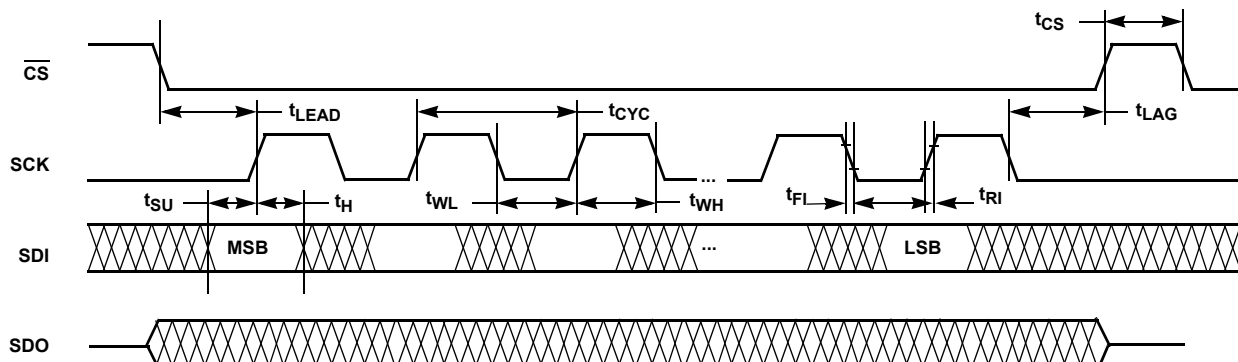 tCS
CS
tLEAD
tCYC
tLAG
SCK
...
tSU
tH
tWL
tWH
tFI
tRI
SDI
MSB
...
LSB
SDO